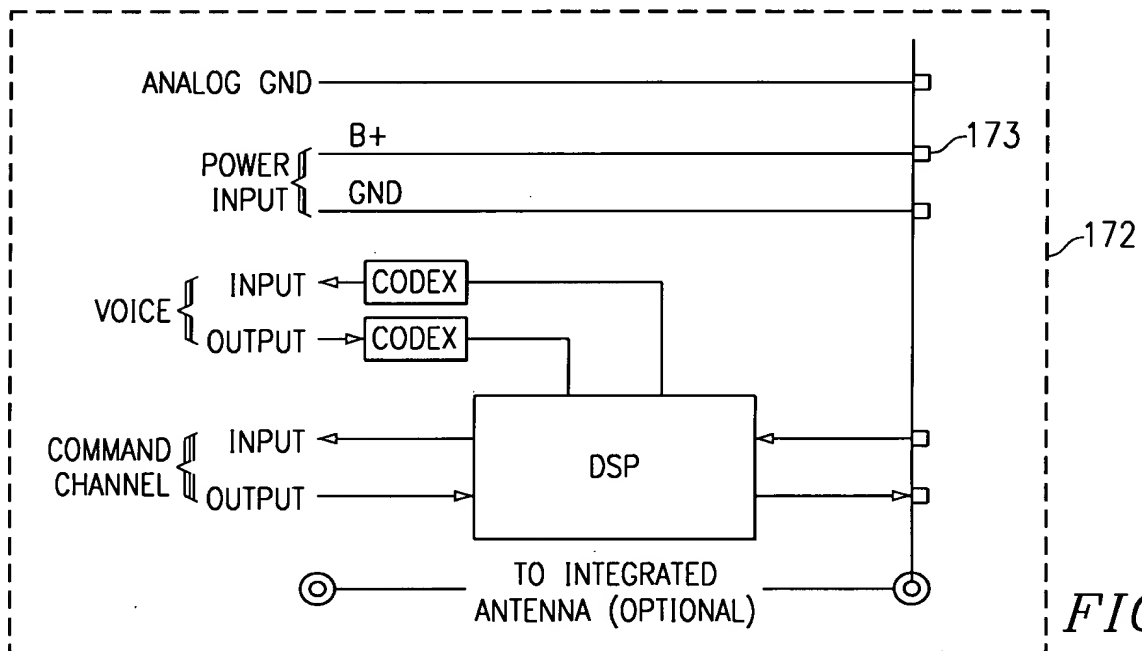 ANALOG GND
B+
173
POWER
INPUT
GND
172
INPUT
CODEX
VOICE
OUTPUT
CODEX
COMMAND
CHANNEL
INPUT
OUTPUT
DSP
TO INTEGRATED
ANTENNA (OPTIONAL)
FIG